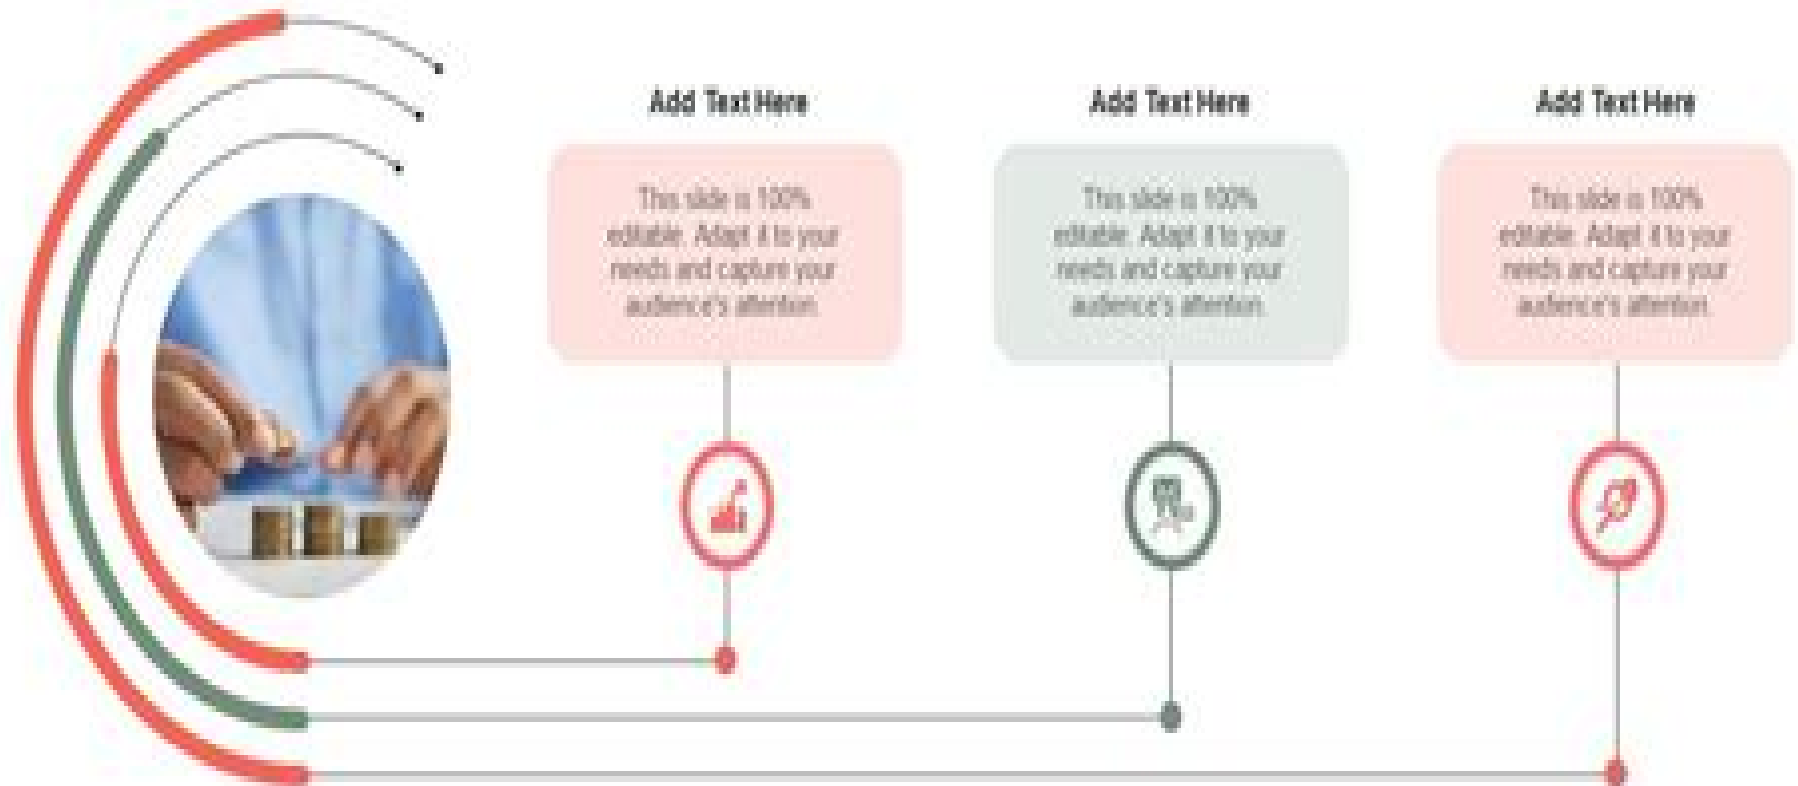 Add Text Here
This slide is 100%
editable. Adapt it to your
needs and capture your
audience's attention.
Add Text Here
This slide is 100%
editable. Adapt it to your
needs and capture your
audience's attention.
Add Text Here
This slide is 100%
editable. Adapt it to your
needs and capture your
audience's attention.